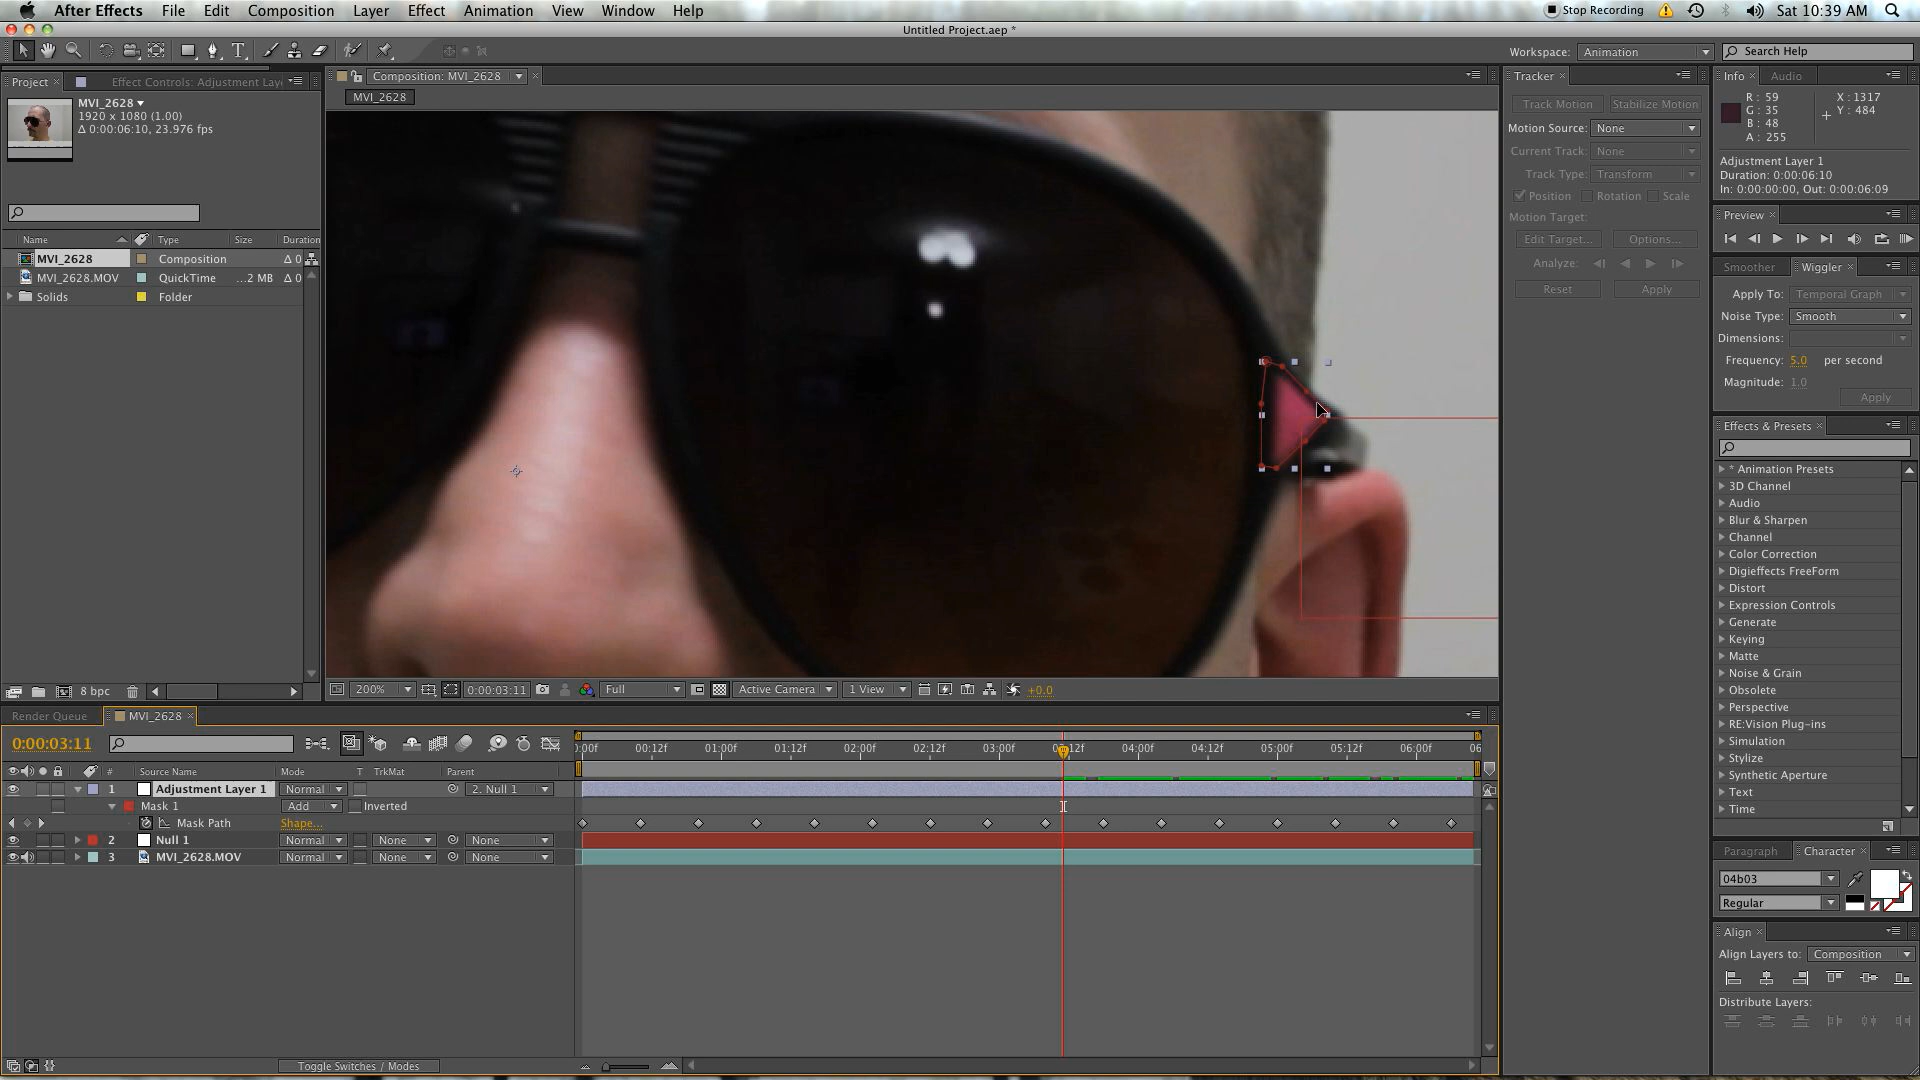 After Effects File Edit Composition Layer Effect Animation View Window Help Stop Recording Sat 10:39 AM
Untitled Project.aep *
Workspace: Animation Search Help
Project Effect Controls: Adjustment Lay
Composition: MVI_2628
Tracker
Info Audio
MVI_2628
MVI_2628
1920 x 1080 (1.00)
Δ 0:00:06:10, 23.976 fps
Track Motion Stabilize Motion
Motion Source: None
Current Track: None
Track Type: Transform
Position Rotation Scale
Motion Target:
Edit Target... Options...
Analyze:
Reset Apply
R : 59
G : 35
B : 48
A : 255
X : 1317
Y : 484
Adjustment Layer 1
Duration: 0:00:06:10
In: 0:00:00:00, Out: 0:00:06:09
Preview
Smoother Wiggler
Apply To: Temporal Graph
Noise Type: Smooth
Dimensions:
Frequency: 5.0 per second
Magnitude: 1.0
Apply
Name Type Size Duration
MVI_2628 Composition Δ 0
MVI_2628.MOV QuickTime ...2 MB Δ 0
Solids Folder
Effects & Presets
* Animation Presets
3D Channel
Audio
Blur & Sharpen
Channel
Color Correction
Digieffects FreeForm
Distort
Expression Controls
Generate
Keying
Matte
Noise & Grain
Obsolete
Perspective
RE:Vision Plug-ins
Simulation
Stylize
Synthetic Aperture
Text
Time
8 bpc
200% 0:00:03:11 Full Active Camera 1 View +0.0
Render Queue MVI_2628
0:00:03:11
0:00f 00:12f 01:00f 01:12f 02:00f 02:12f 03:00f 04:00f 04:12f 05:00f 05:12f 06:00f 06
# Source Name Mode T TrkMat Parent
1 Adjustment Layer 1 Normal 2. Null 1
Mask 1 Add Inverted
Mask Path Shape...
2 Null 1 Normal None None
3 MVI_2628.MOV Normal None None
Toggle Switches / Modes
Paragraph Character
04b03
Regular
Align
Align Layers to: Composition
Distribute Layers: